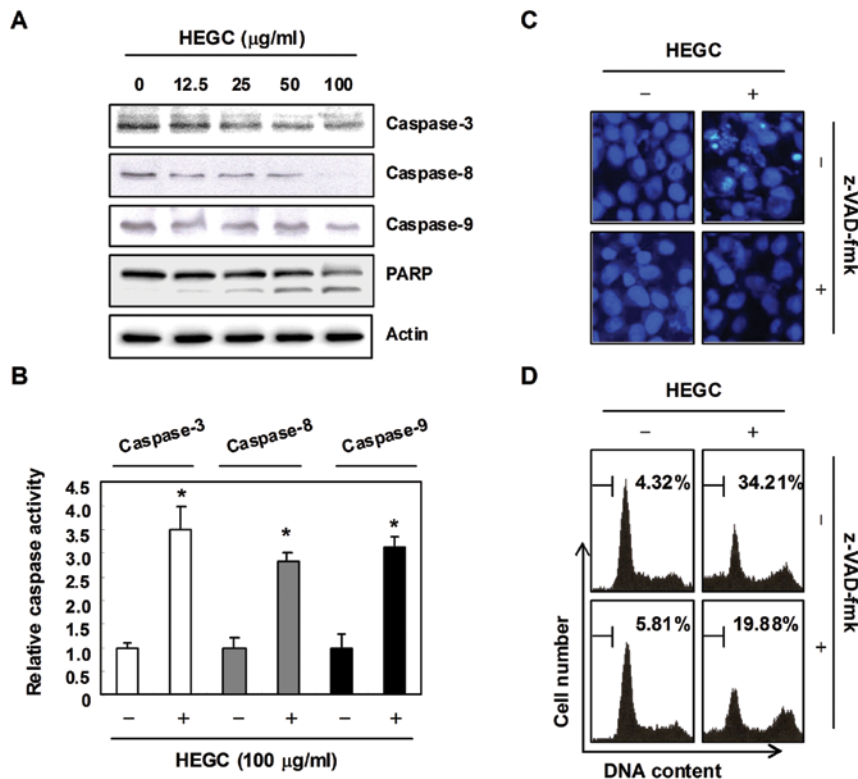 A
HEGC (μg/ml)
0 12.5 25 50 100
Caspase-3
Caspase-8
Caspase-9
PARP
Actin
B
Caspase-3 Caspase-8 Caspase-9
Relative caspase activity
4.5
4.0
3.5
3.0
2.5
2.0
1.5
1.0
0.5
0
* * *
− + − + − +
HEGC (100 μg/ml)
C
HEGC
− +
−
+
z-VAD-fmk
D
HEGC
− +
4.32% 34.21%
5.81% 19.88%
−
+
z-VAD-fmk
Cell number
DNA content